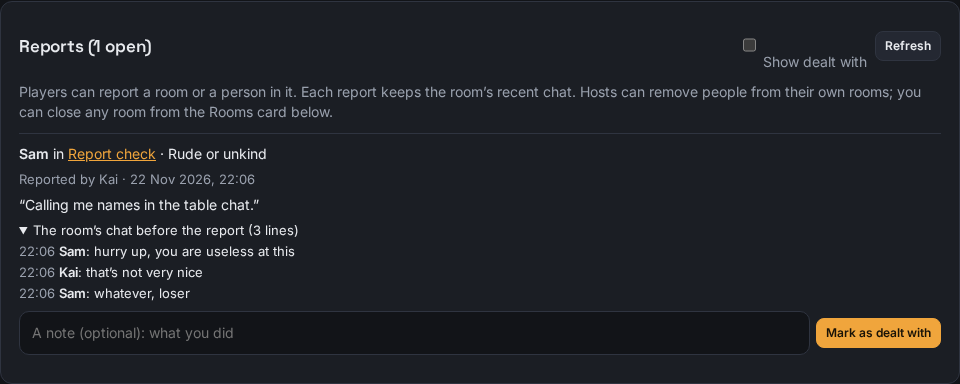 Reports (1 open)
Show dealt with
Refresh
Players can report a room or a person in it. Each report keeps the room’s recent chat. Hosts can remove people from their own rooms; you
can close any room from the Rooms card below.
Sam in Report check · Rude or unkind
Reported by Kai · 22 Nov 2026, 22:06
“Calling me names in the table chat.”
▼ The room’s chat before the report (3 lines)
22:06 Sam: hurry up, you are useless at this
22:06 Kai: that’s not very nice
22:06 Sam: whatever, loser
A note (optional): what you did
Mark as dealt with